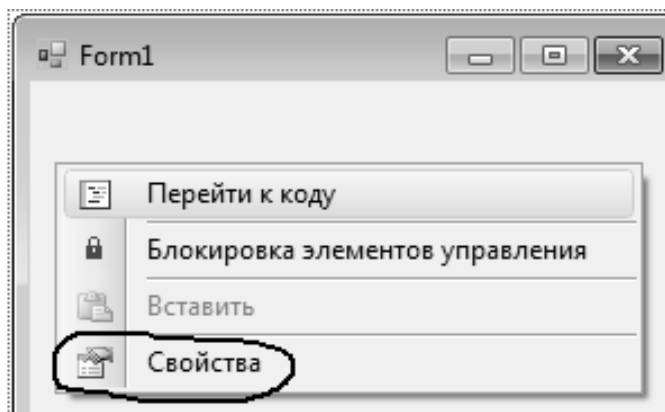 Form1
Перейти к коду
Блокировка элементов управления
Вставить
Свойства